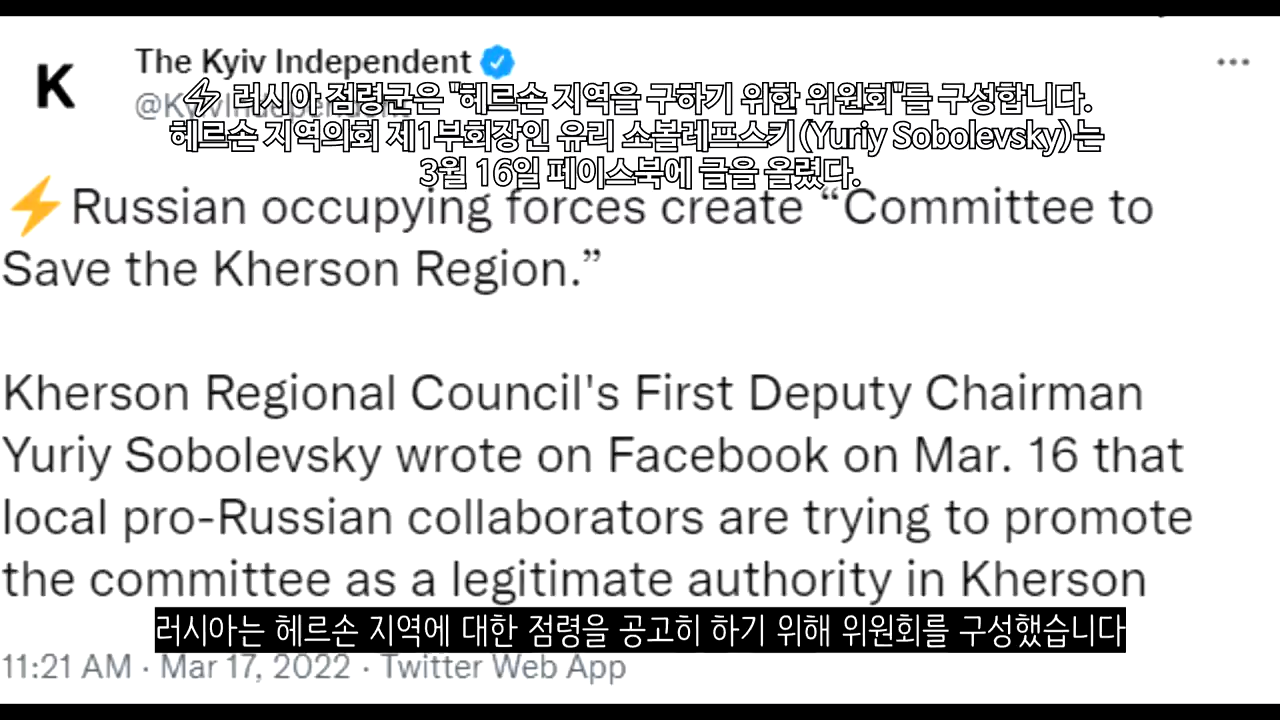 K
The Kyiv Independent
@KyivIndependent
⚡ 러시아 점령군은 "헤르손 지역을 구하기 위한 위원회"를 구성합니다.
헤르손 지역의회 제1부회장인 유리 소볼레프스키(Yuriy Sobolevsky)는
3월 16일 페이스북에 글을 올렸다.
⚡Russian occupying forces create “Committee to
Save the Kherson Region.”
Kherson Regional Council's First Deputy Chairman
Yuriy Sobolevsky wrote on Facebook on Mar. 16 that
local pro-Russian collaborators are trying to promote
the committee as a legitimate authority in Kherson
러시아는 헤르손 지역에 대한 점령을 공고히 하기 위해 위원회를 구성했습니다
11:21 AM · Mar 17, 2022 · Twitter Web App